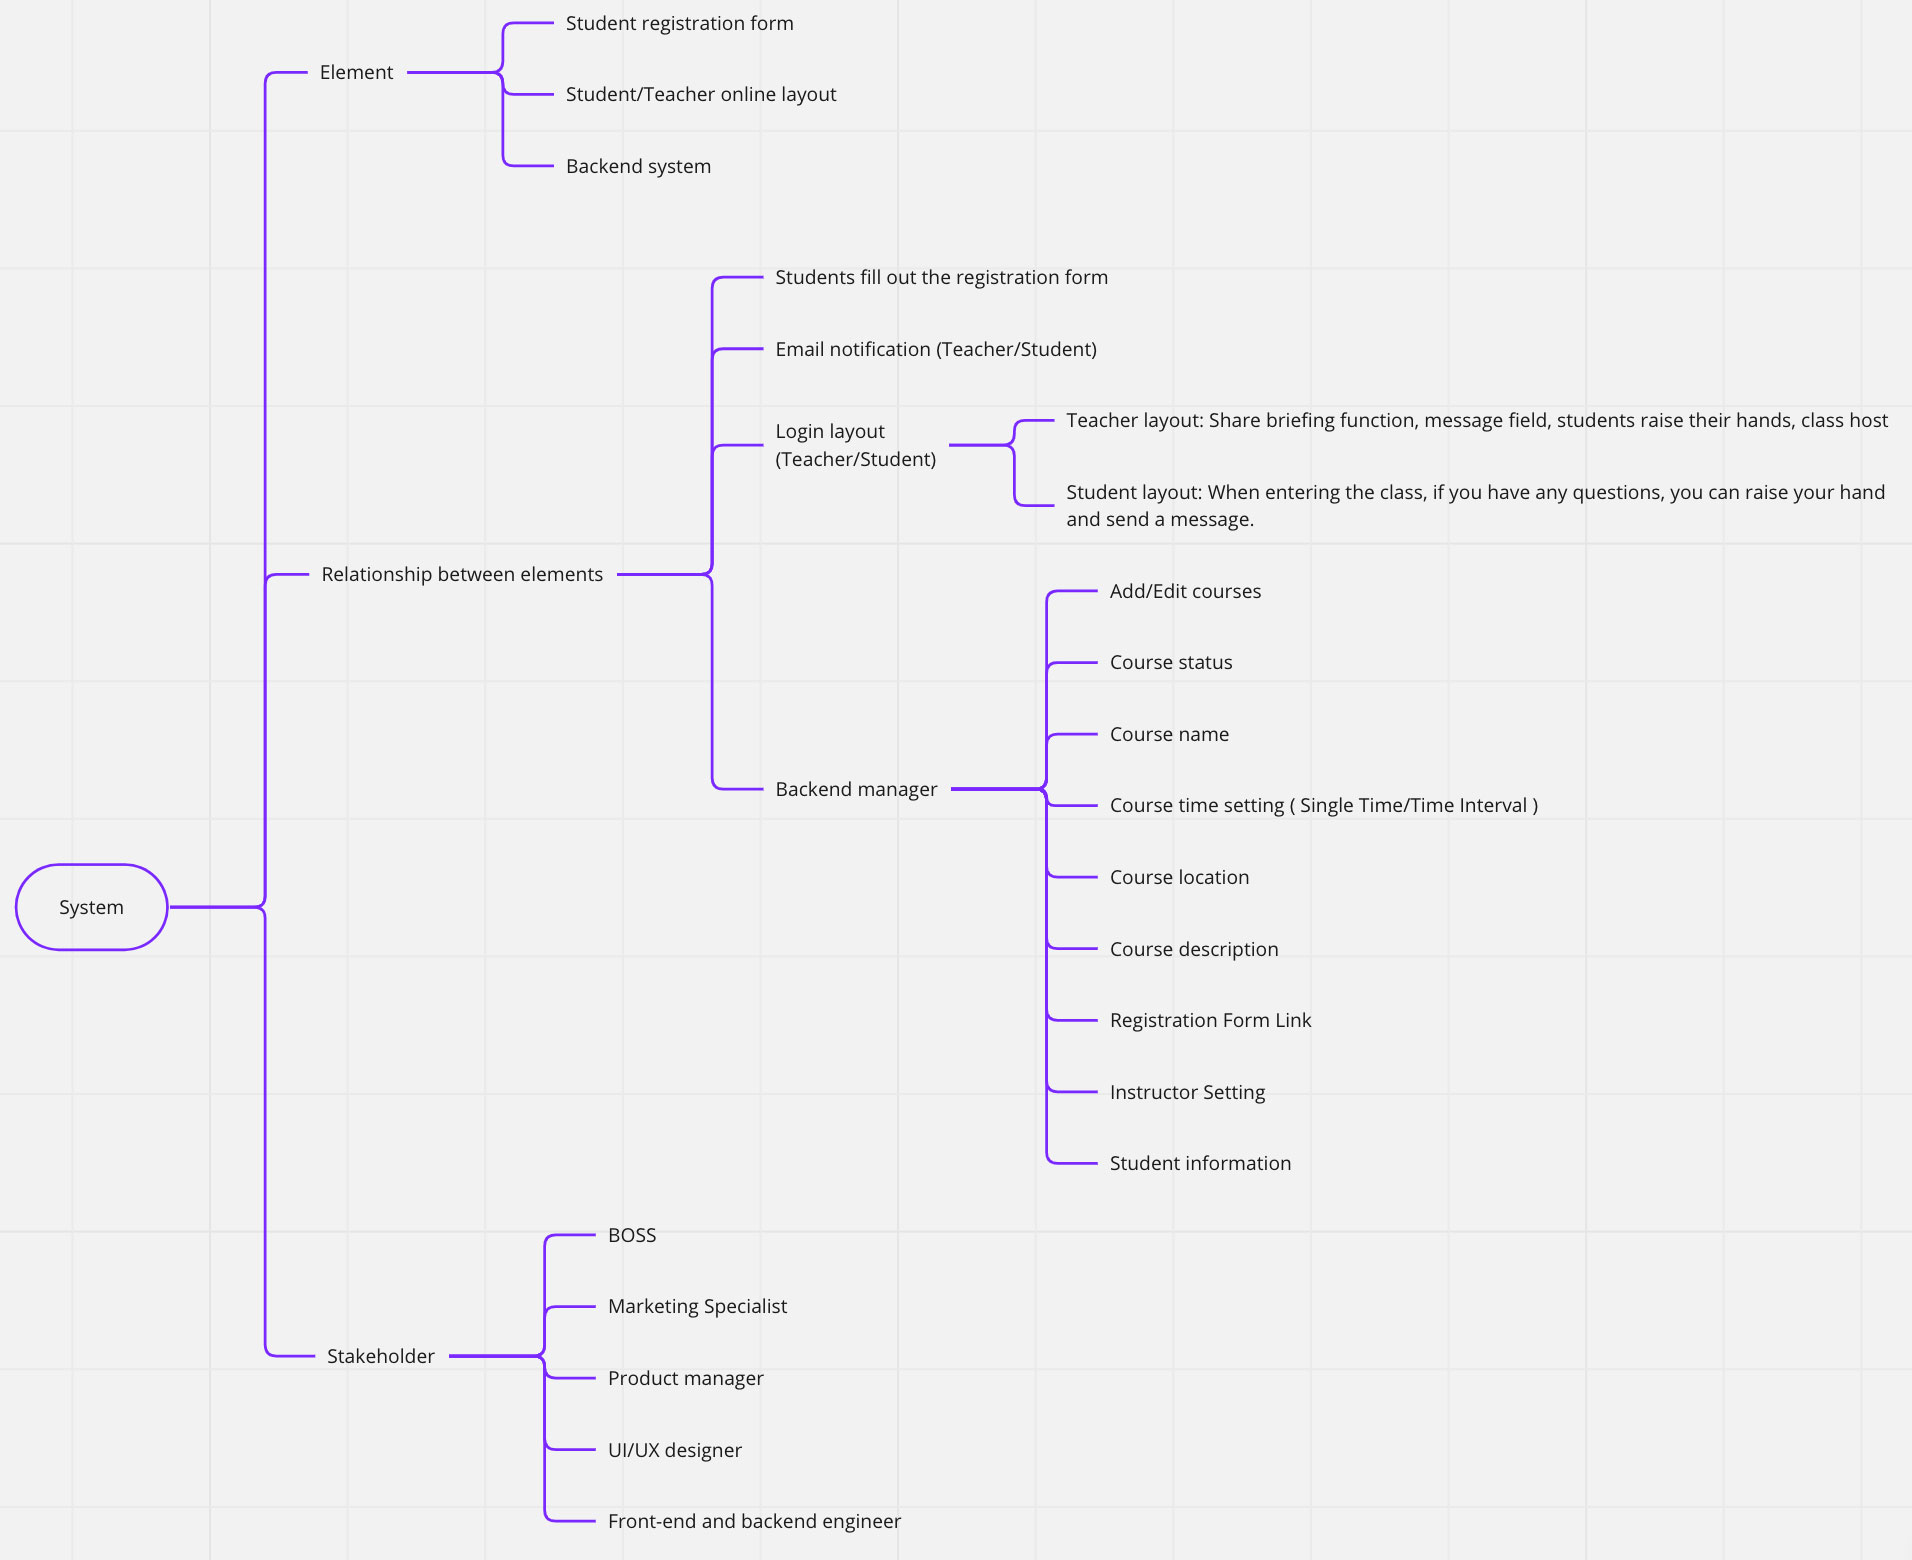 Student registration form
Element
Student/Teacher online layout
Backend system
Students fill out the registration form
Email notification (Teacher/Student)
Login layout
(Teacher/Student)
Teacher layout: Share briefing function, message field, students raise their hands, class host
Student layout: When entering the class, if you have any questions, you can raise your hand
and send a message.
Relationship between elements
Add/Edit courses
Course status
Course name
Backend manager
Course time setting ( Single Time/Time Interval )
Course location
System
Course description
Registration Form Link
Instructor Setting
Student information
BOSS
Marketing Specialist
Stakeholder
Product manager
UI/UX designer
Front-end and backend engineer